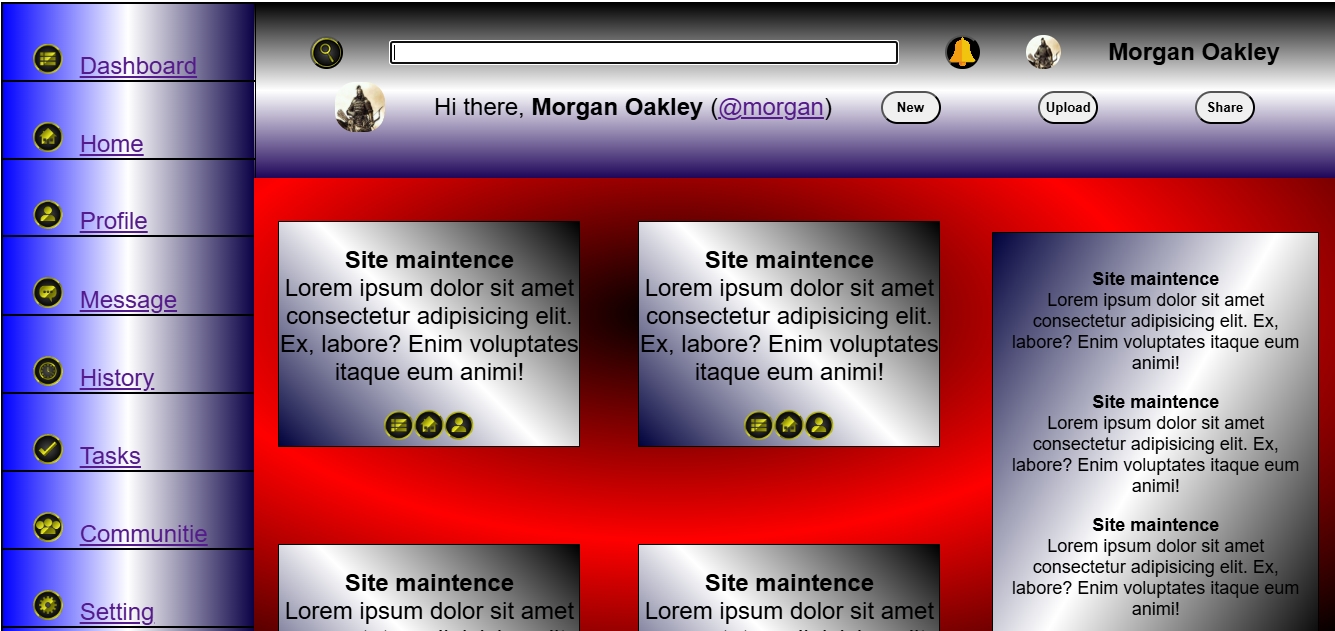 Dashboard
Home
Profile
Message
History
Tasks
Communitie
Setting
Morgan Oakley
Hi there, Morgan Oakley (@morgan)
New
Upload
Share
Site maintence
Lorem ipsum dolor sit amet
consectetur adipisicing elit.
Ex, labore? Enim voluptates
itaque eum animi!
Site maintence
Lorem ipsum dolor sit amet
consectetur adipisicing elit.
Ex, labore? Enim voluptates
itaque eum animi!
Site maintence
Lorem ipsum dolor sit amet
Site maintence
Lorem ipsum dolor sit amet
Site maintence
Lorem ipsum dolor sit amet
consectetur adipisicing elit. Ex,
labore? Enim voluptates itaque eum
animi!
Site maintence
Lorem ipsum dolor sit amet
consectetur adipisicing elit. Ex,
labore? Enim voluptates itaque eum
animi!
Site maintence
Lorem ipsum dolor sit amet
consectetur adipisicing elit. Ex,
labore? Enim voluptates itaque eum
animi!